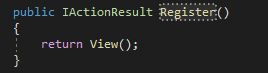 public IActionResult Register()
{
return View();
}